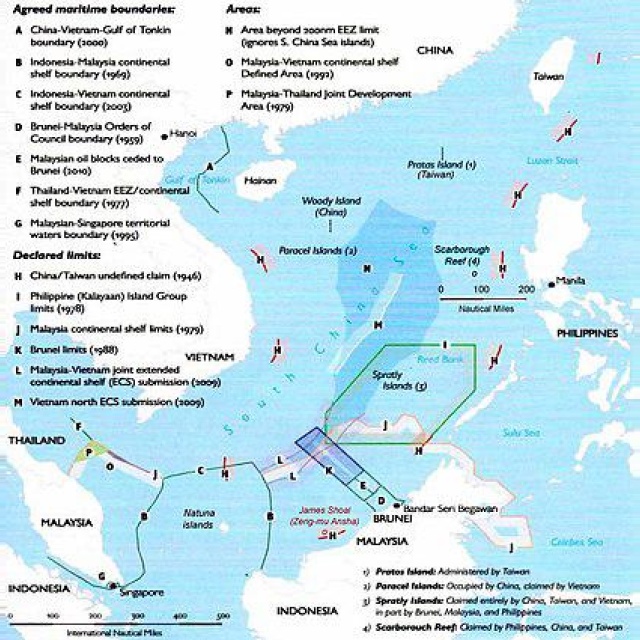 Agreed maritime boundaries:
A China-Vietnam-Gulf of Tonkin
boundary (2000)
B Indonesia-Malaysia continental
shelf boundary (1969)
C Indonesia-Vietnam continental
shelf boundary (2003)
D Brunei-Malaysia Orders of
Council boundary (1959)
E Malaysian oil blocks ceded to
Brunei (2010)
F Thailand-Vietnam EEZ/continental
shelf boundary (1977)
G Malaysian-Singapore territorial
waters boundary (1995)
Declared limits:
H China/Taiwan undefined claim (1946)
I Philippine (Kalayaan) Island Group
limits (1978)
J Malaysia continental shelf limits (1979)
K Brunei limits (1988)
L Malaysia-Vietnam joint extended
continental shelf (ECS) submission (2009)
M Vietnam north ECS submission (2009)
Areas:
N Area beyond 200nm EEZ limit
(ignores S. China Sea islands)
O Malaysia-Vietnam continental shelf
Defined Area (1992)
P Malaysia-Thailand Joint Development
Area (1979)
CHINA
Taiwan
Hanoi
A
Gulf of Tonkin
Hainan
Pratas Island (1)
(Taiwan)
Luzon Strait
H
H
Woody Island
(China)
Paracel Islands (2)
H
Scarborough
Reef (4)
H
N
South China Sea
Manila
0 100 200
Nautical Miles
M
PHILIPPINES
VIETNAM
H
I
Reed Bank
H
Spratly
Islands (3)
THAILAND
F
P
O
J
J
H
Sulu Sea
C
H
L
L
K
E
D
Bandar Seri Begawan
BRUNEI
MALAYSIA
B
Natuna
islands
B
James Shoal
(Zeng-mu Ansha)
H
MALAYSIA
J
Celebes Sea
G
Singapore
INDONESIA
INDONESIA
0 100 200 300 400 500
International Nautical Miles
1) Pratas Island: Administered by Taiwan
2) Paracel Islands: Occupied by China, claimed by Vietnam
3) Spratly Islands: Claimed entirely by China, Taiwan, and Vietnam,
in part by Brunei, Malaysia, and Philippines
4) Scarborough Reef: Claimed by Philippines, China, and Taiwan